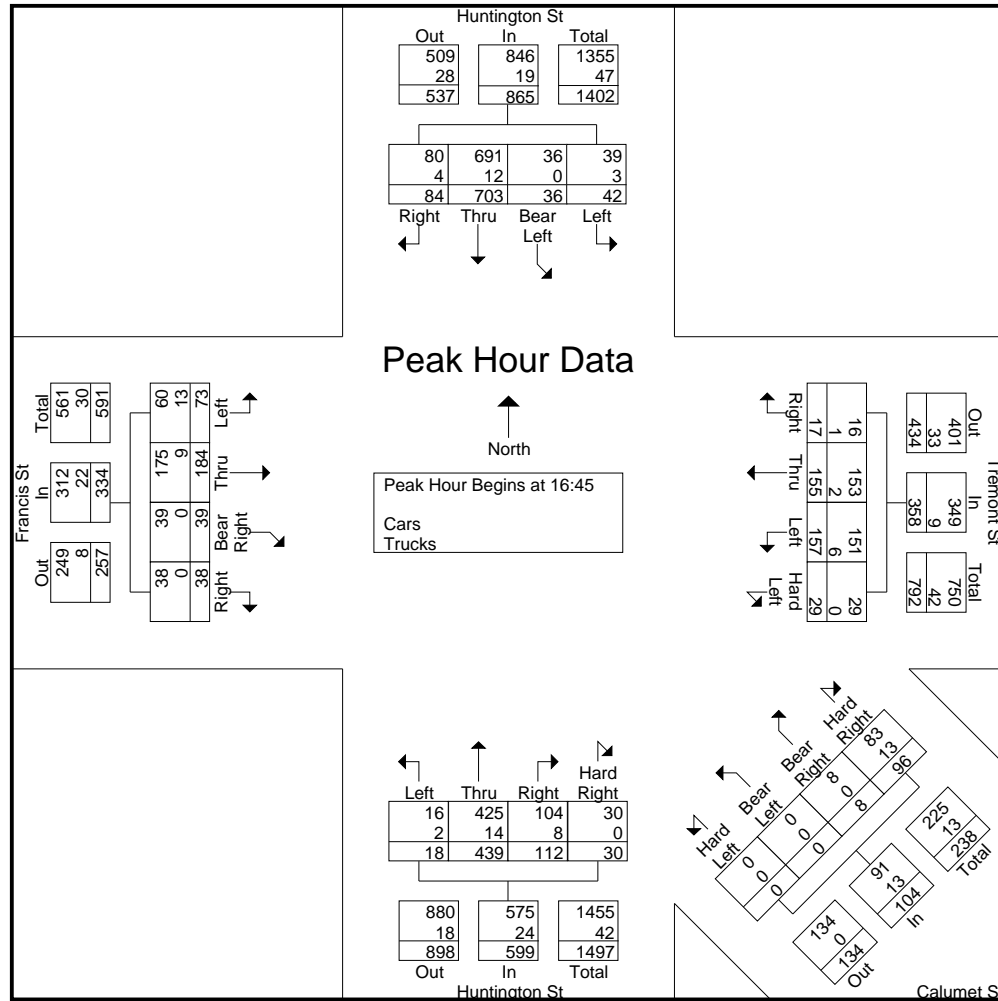 Huntington St
Out In Total
509 846 1355
28 19 47
537 865 1402
80 691 36 39
4 12 0 3
84 703 36 42
Right Thru Bear Left Left
Peak Hour Data
North
Peak Hour Begins at 16:45
Cars
Trucks
Francis St
Total In Out
561 312 249
30 22 8
591 334 257
60 175 39 38
13 9 0 0
73 184 39 38
Left Thru Bear Right Right
Tremont St
Out In Total
401 349 750
33 9 42
434 358 792
16 153 151 29
1 2 6 0
17 155 157 29
Right Thru Left Hard Left
Left Thru Right Hard Right
16 425 104 30
2 14 8 0
18 439 112 30
880 575 1455
18 24 42
898 599 1497
Out In Total
Huntington St
Hard Left Bear Left Bear Right Hard Right
0 0 8 83
0 0 0 13
0 0 8 96
134 91 225
0 13 13
134 104 238
Out In Total
Calumet S